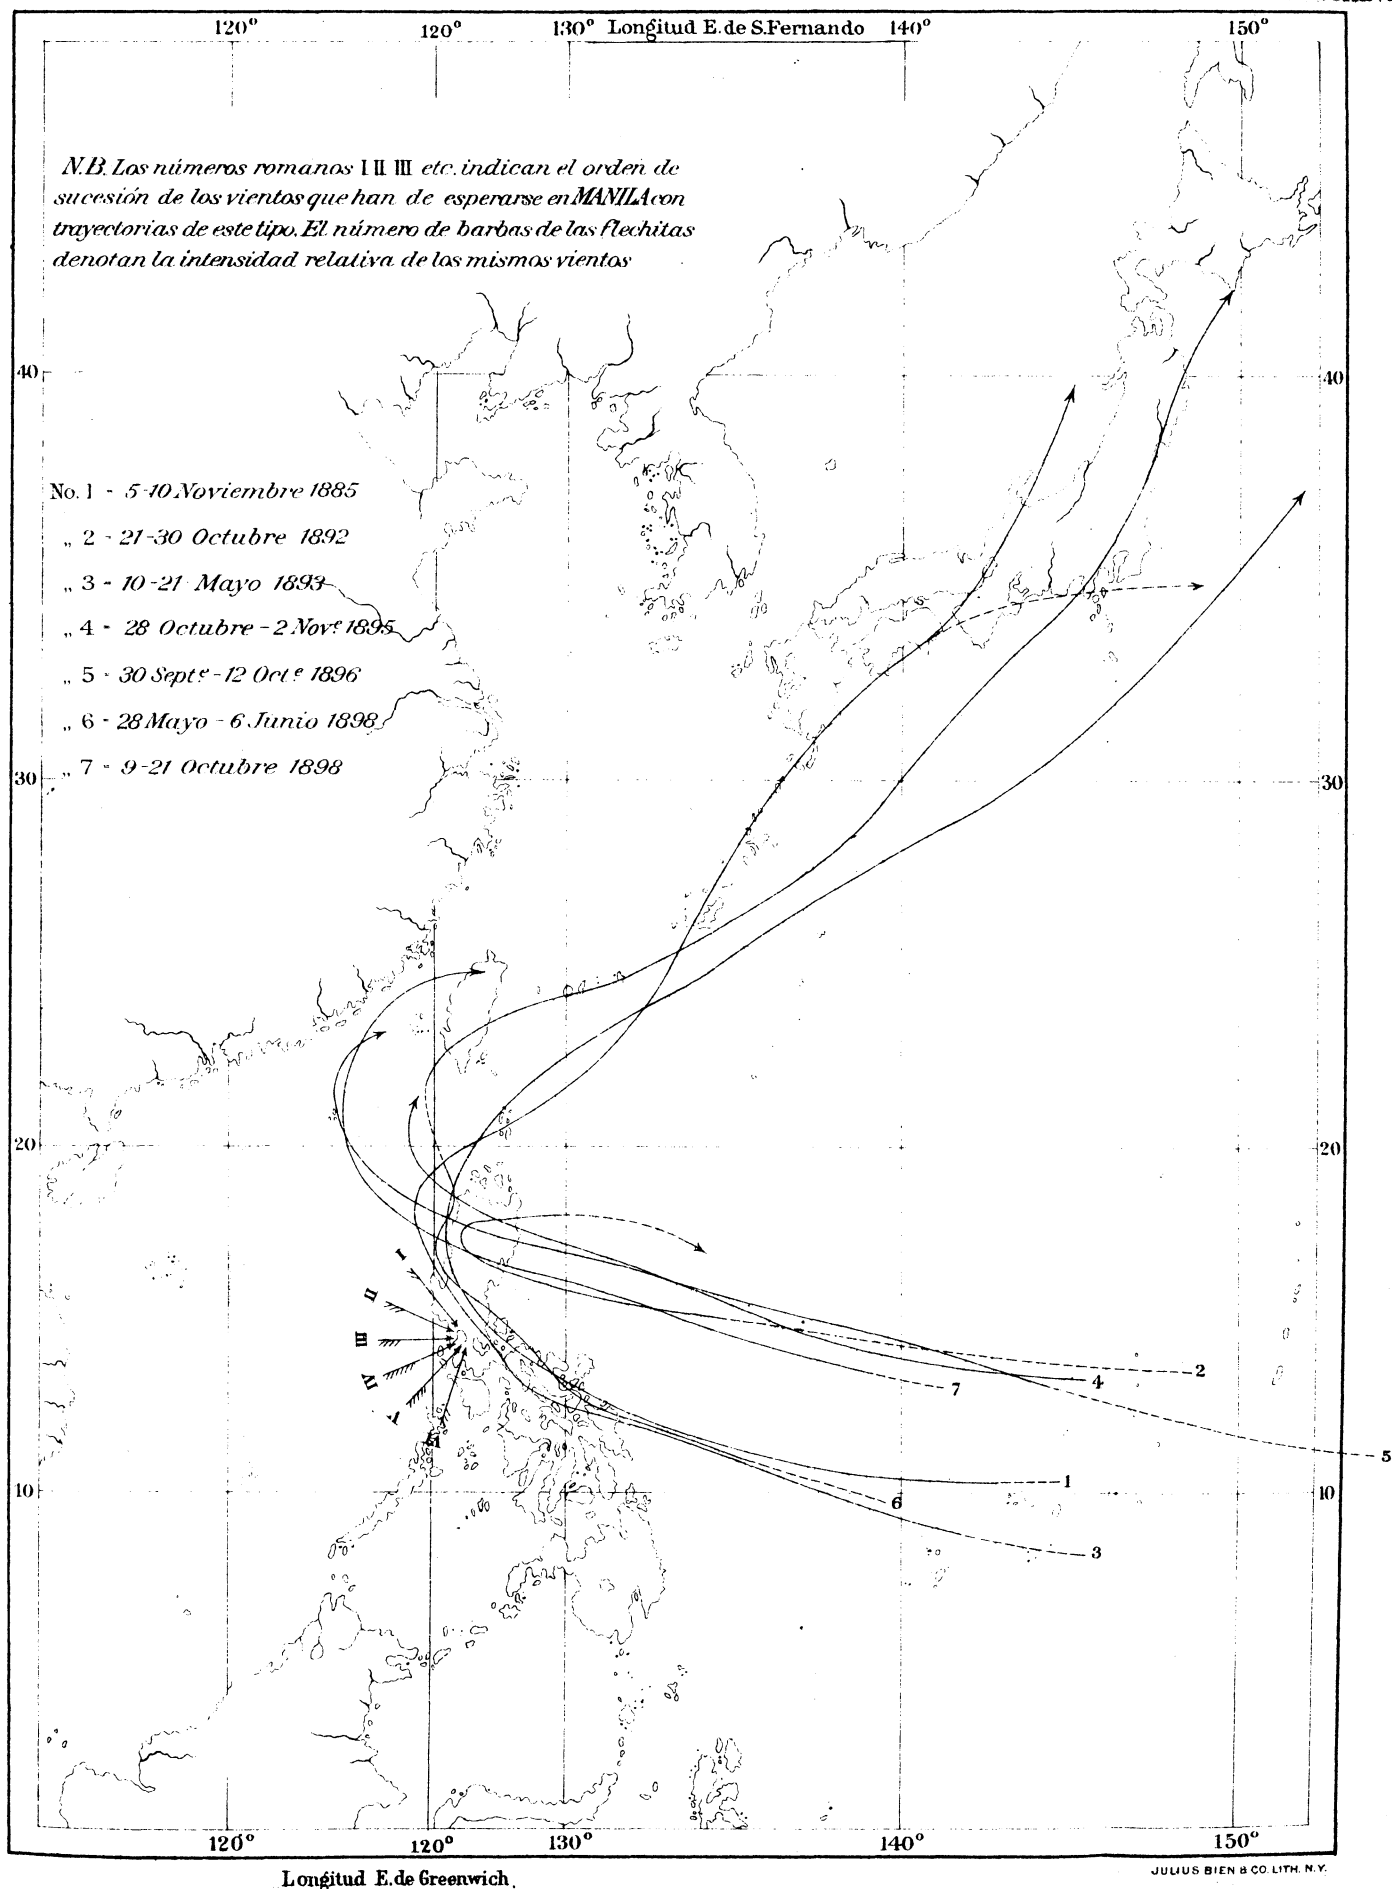 120° 120° 130° Longitud E. de S. Fernando 140° 150°
N.B. Los números romanos I II III etc. indican el orden de
sucesión de los vientos que han de esperarse en MANILA con
trayectorias de este tipo. El número de barbas de las flechitas
denotan la intensidad relativa de los mismos vientos
40 40
No. 1 - 5-10 Noviembre 1885
„ 2 - 21-30 Octubre 1892
„ 3 - 10-21 Mayo 1893
„ 4 - 28 Octubre - 2 Nov.e 1895
„ 5 - 30 Sept.e - 12 Oct.e 1896
„ 6 - 28 Mayo - 6 Junio 1898
„ 7 - 9-21 Octubre 1898
30 30
20 20
I
II
III
IV
V
VI
2
4
7
5
1
6
3
10 10
120° 120° 130° 140° 150°
Longitud E. de Greenwich.
JULIUS BIEN & CO. LITH. N.Y.